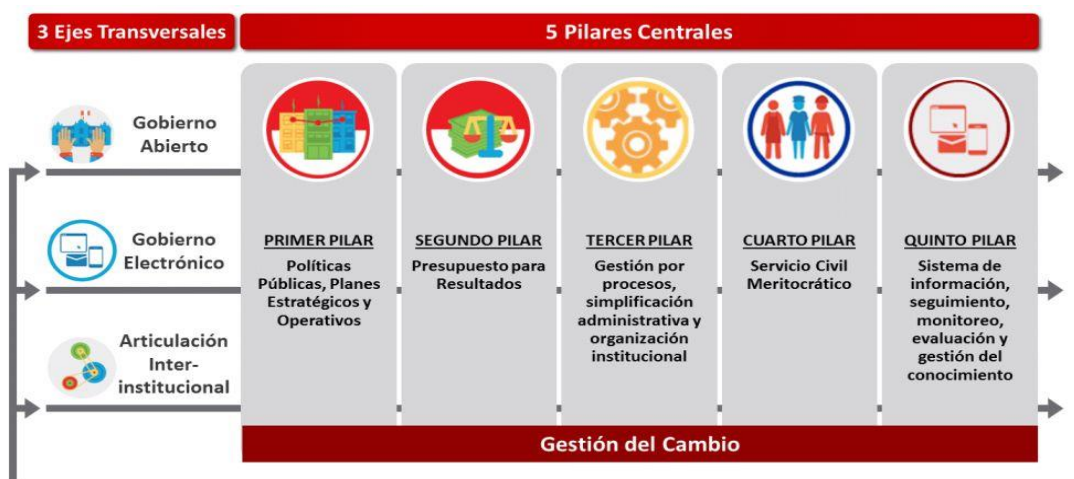 3 Ejes Transversales
5 Pilares Centrales
Gobierno
Abierto
Gobierno
Electrónico
Articulación
Inter-
institucional
PRIMER PILAR
Políticas
Públicas, Planes
Estratégicos y
Operativos
SEGUNDO PILAR
Presupuesto para
Resultados
TERCER PILAR
Gestión por
procesos,
simplificación
administrativa y
organización
institucional
CUARTO PILAR
Servicio Civil
Meritocrático
QUINTO PILAR
Sistema de
información,
seguimiento,
monitoreo,
evaluación y
gestión del
conocimiento
Gestión del Cambio